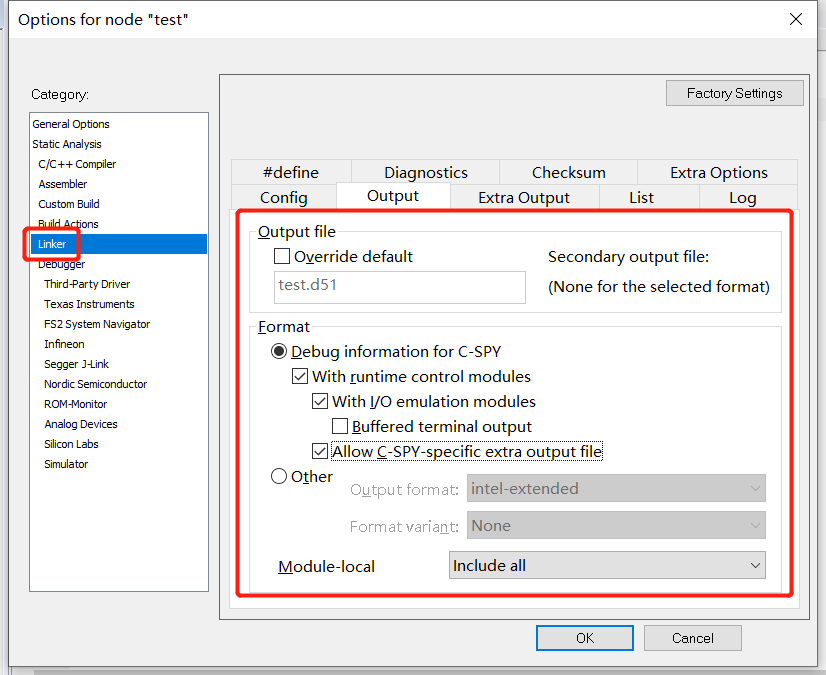 Options for node "test"
Category:
General Options
Static Analysis
C/C++ Compiler
Assembler
Custom Build
Build Actions
Linker
Debugger
Third-Party Driver
Texas Instruments
FS2 System Navigator
Infineon
Segger J-Link
Nordic Semiconductor
ROM-Monitor
Analog Devices
Silicon Labs
Simulator
Factory Settings
#define Diagnostics Checksum Extra Options
Config Output Extra Output List Log
Output file
Override default
test.d51
Secondary output file:
(None for the selected format)
Format
Debug information for C-SPY
With runtime control modules
With I/O emulation modules
Buffered terminal output
Allow C-SPY-specific extra output file
Other
Output format: intel-extended
Format variant: None
Module-local Include all
OK Cancel